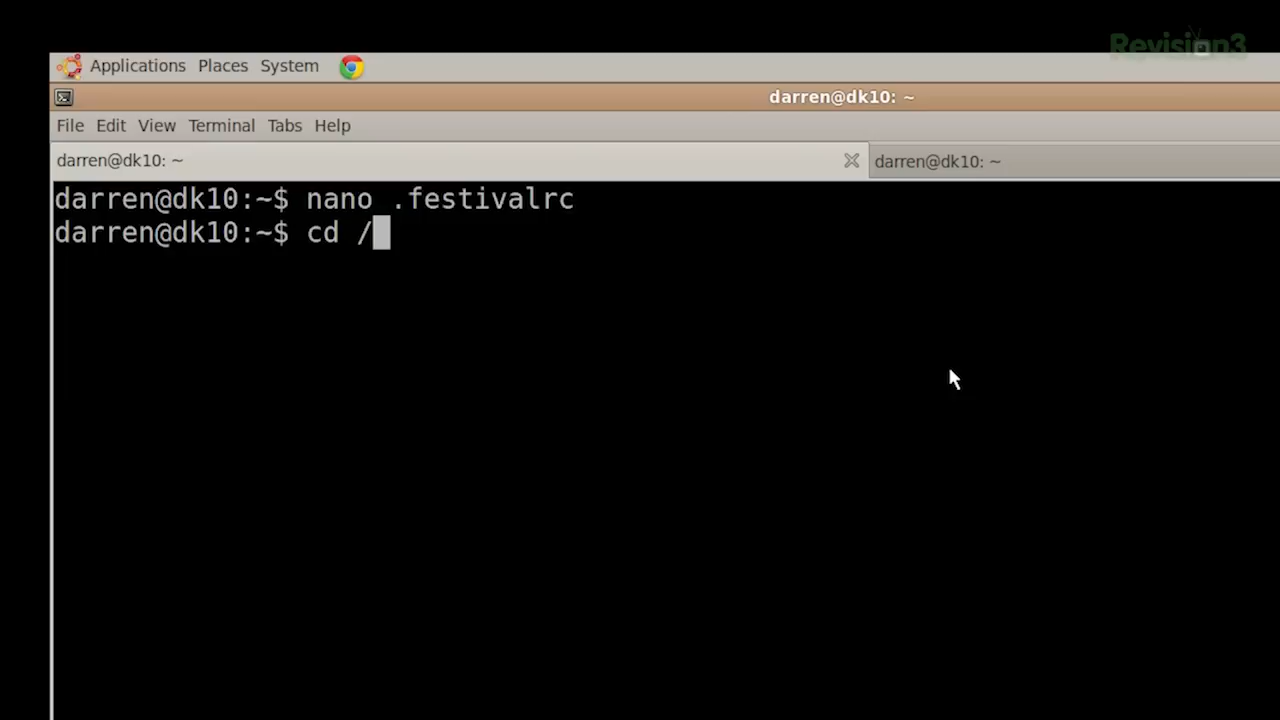 Revision3
Applications Places System
darren@dk10: ~
File Edit View Terminal Tabs Help
darren@dk10: ~
darren@dk10: ~
darren@dk10:~$ nano .festivalrc
darren@dk10:~$ cd /